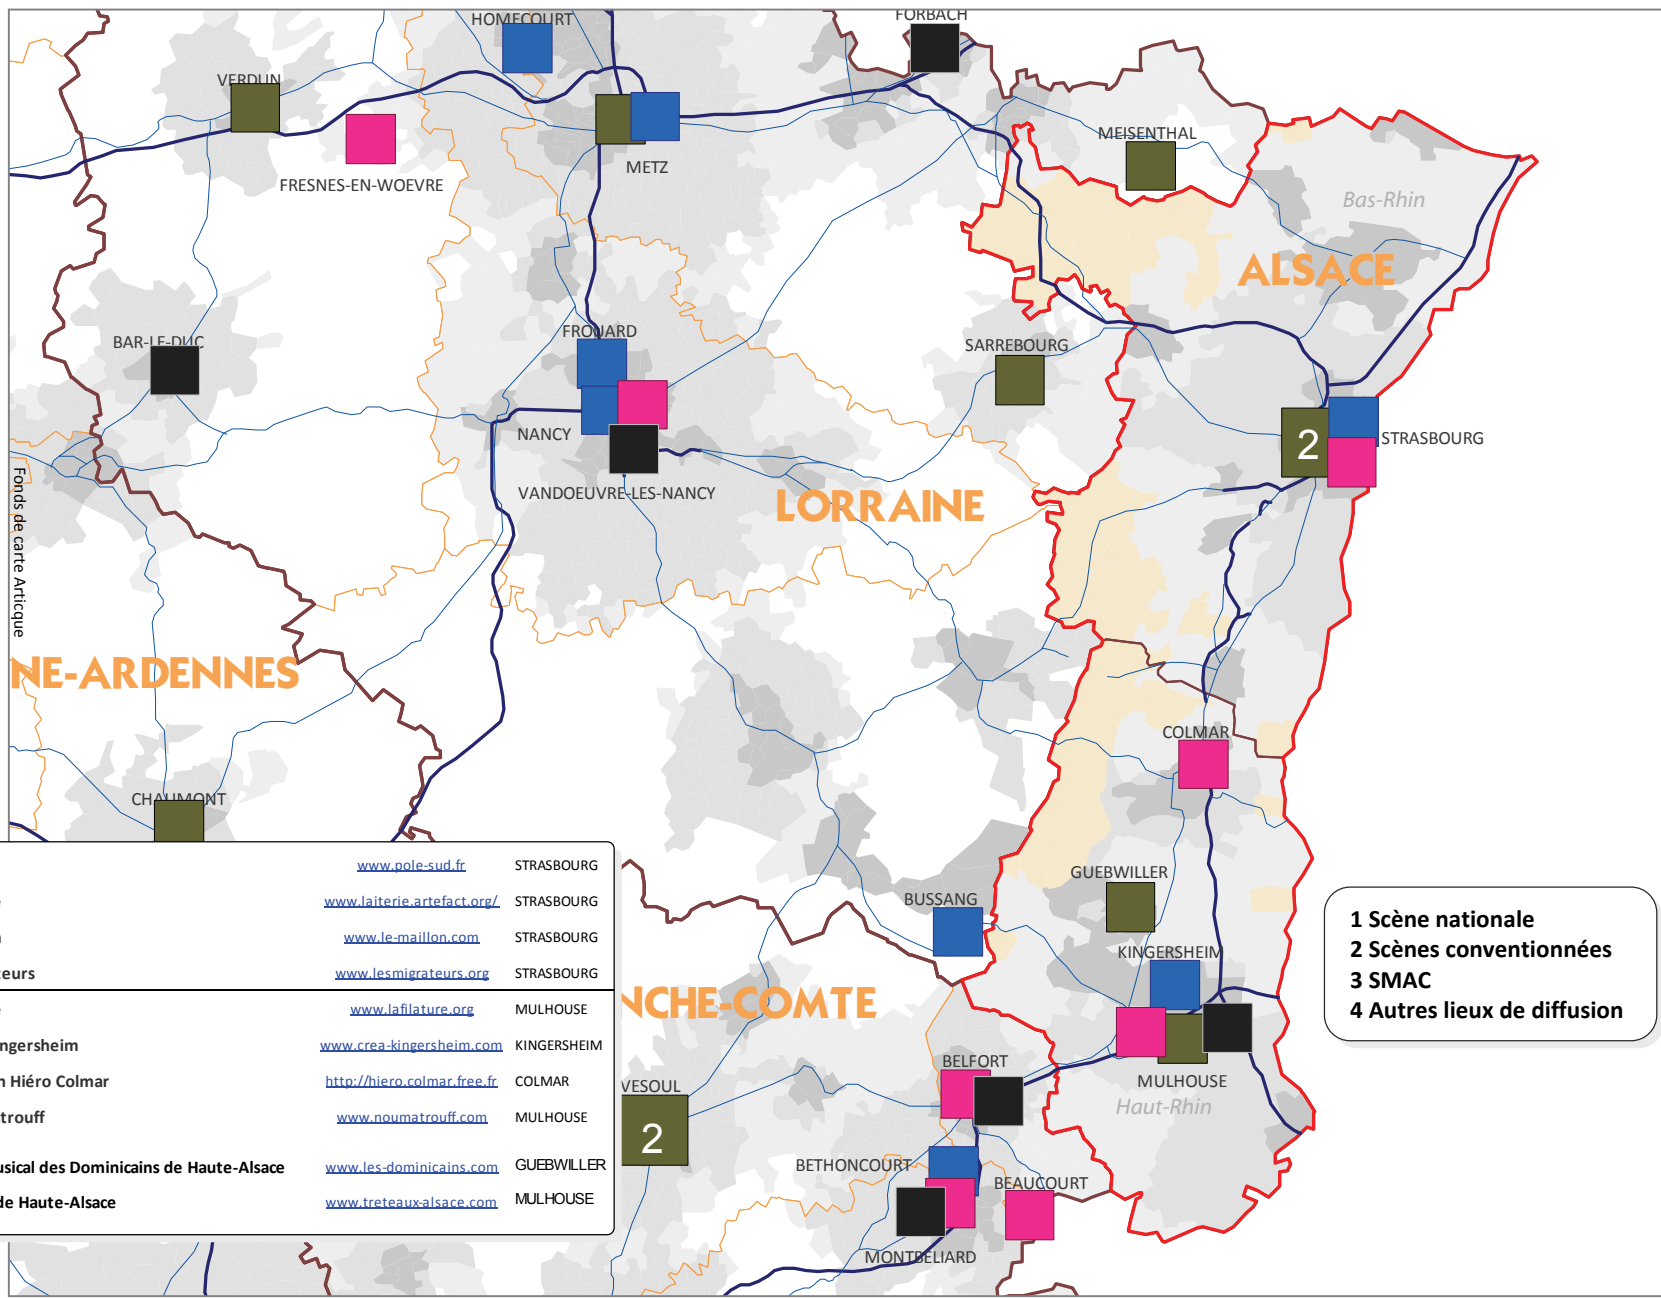 HOMECOURT
FORBACH
VERDUN
MEISENTHAL
METZ
FRESNES-EN-WOEVRE
Bas-Rhin
ALSACE
FROUARD
BAR-LE-DUC
SARREBOURG
NANCY
2
STRASBOURG
VANDOEUVRE-LES-NANCY
LORRAINE
Fonds de carte Articque
NE-ARDENNES
COLMAR
CHAUMONT
GUEBWILLER
BUSSANG
KINGERSHEIM
NCHE-COMTE
BELFORT
MULHOUSE
Haut-Rhin
VESOUL
2
BETHONCOURT
BEAUCOURT
MONTBELIARD
www.pole-sud.fr STRASBOURG
www.laiterie.artefact.org/ STRASBOURG
www.le-maillon.com STRASBOURG
teurs www.lesmigrateurs.org STRASBOURG
www.lafilature.org MULHOUSE
ngersheim www.crea-kingersheim.com KINGERSHEIM
n Hiéro Colmar http://hiero.colmar.free.fr COLMAR
trouff www.noumatrouff.com MULHOUSE
usical des Dominicains de Haute-Alsace www.les-dominicains.com GUEBWILLER
de Haute-Alsace www.treteaux-alsace.com MULHOUSE
1 Scène nationale
2 Scènes conventionnées
3 SMAC
4 Autres lieux de diffusion